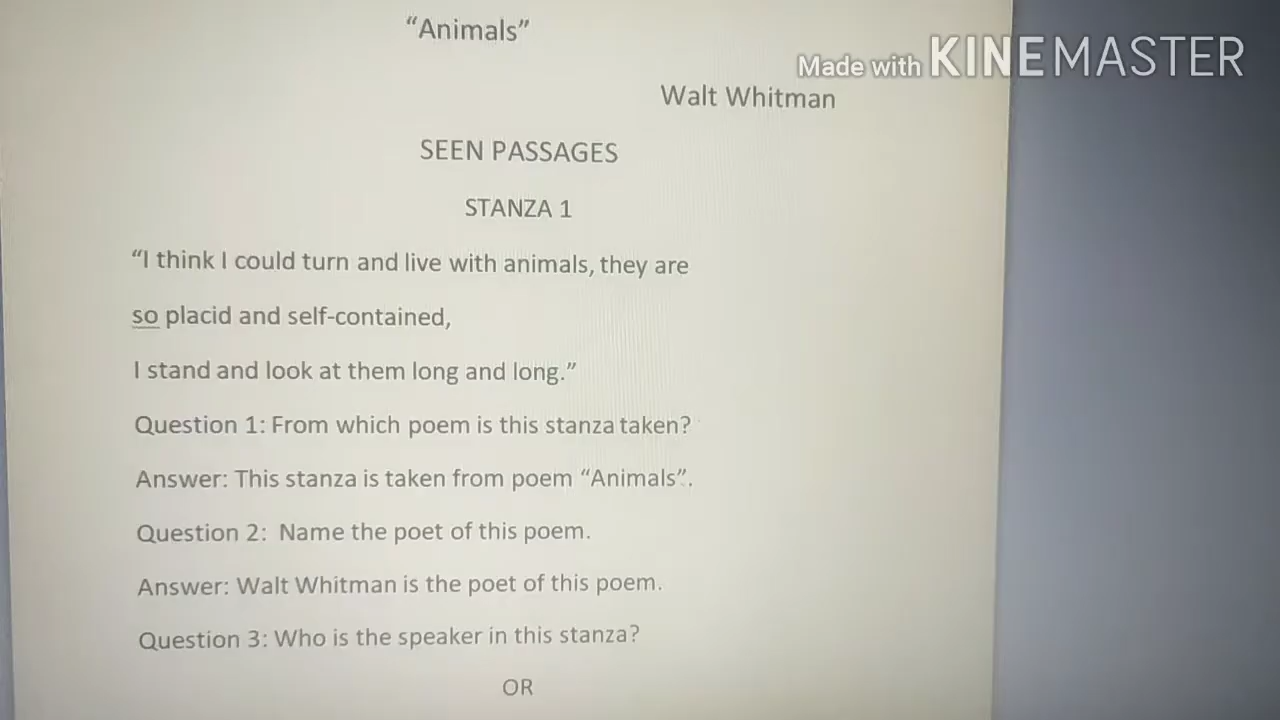 “Animals”
Made with KINEMASTER
Walt Whitman
SEEN PASSAGES
STANZA 1
“I think I could turn and live with animals, they are
so placid and self-contained,
I stand and look at them long and long.”
Question 1: From which poem is this stanza taken?
Answer: This stanza is taken from poem “Animals”.
Question 2: Name the poet of this poem.
Answer: Walt Whitman is the poet of this poem.
Question 3: Who is the speaker in this stanza?
OR